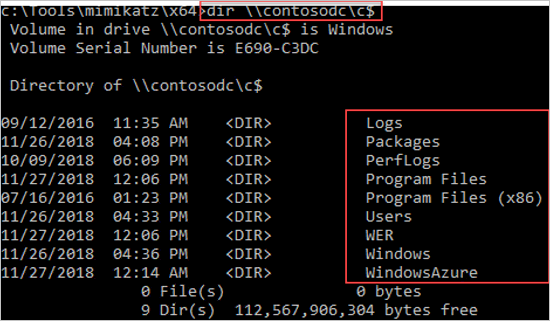 c:\Tools\mimikatz\x64>dir \\contosodc\c$
 Volume in drive \\contosodc\c$ is Windows
 Volume Serial Number is E690-C3DC
 Directory of \\contosodc\c$
09/12/2016  11:35 AM    <DIR>          Logs
11/26/2018  04:08 PM    <DIR>          Packages
10/09/2018  06:09 PM    <DIR>          PerfLogs
11/27/2018  12:06 PM    <DIR>          Program Files
07/16/2016  01:23 PM    <DIR>          Program Files (x86)
11/26/2018  04:33 PM    <DIR>          Users
11/27/2018  12:06 PM    <DIR>          WER
11/26/2018  04:36 PM    <DIR>          Windows
11/27/2018  12:14 AM    <DIR>          WindowsAzure
               0 File(s)              0 bytes
               9 Dir(s)  112,567,906,304 bytes free